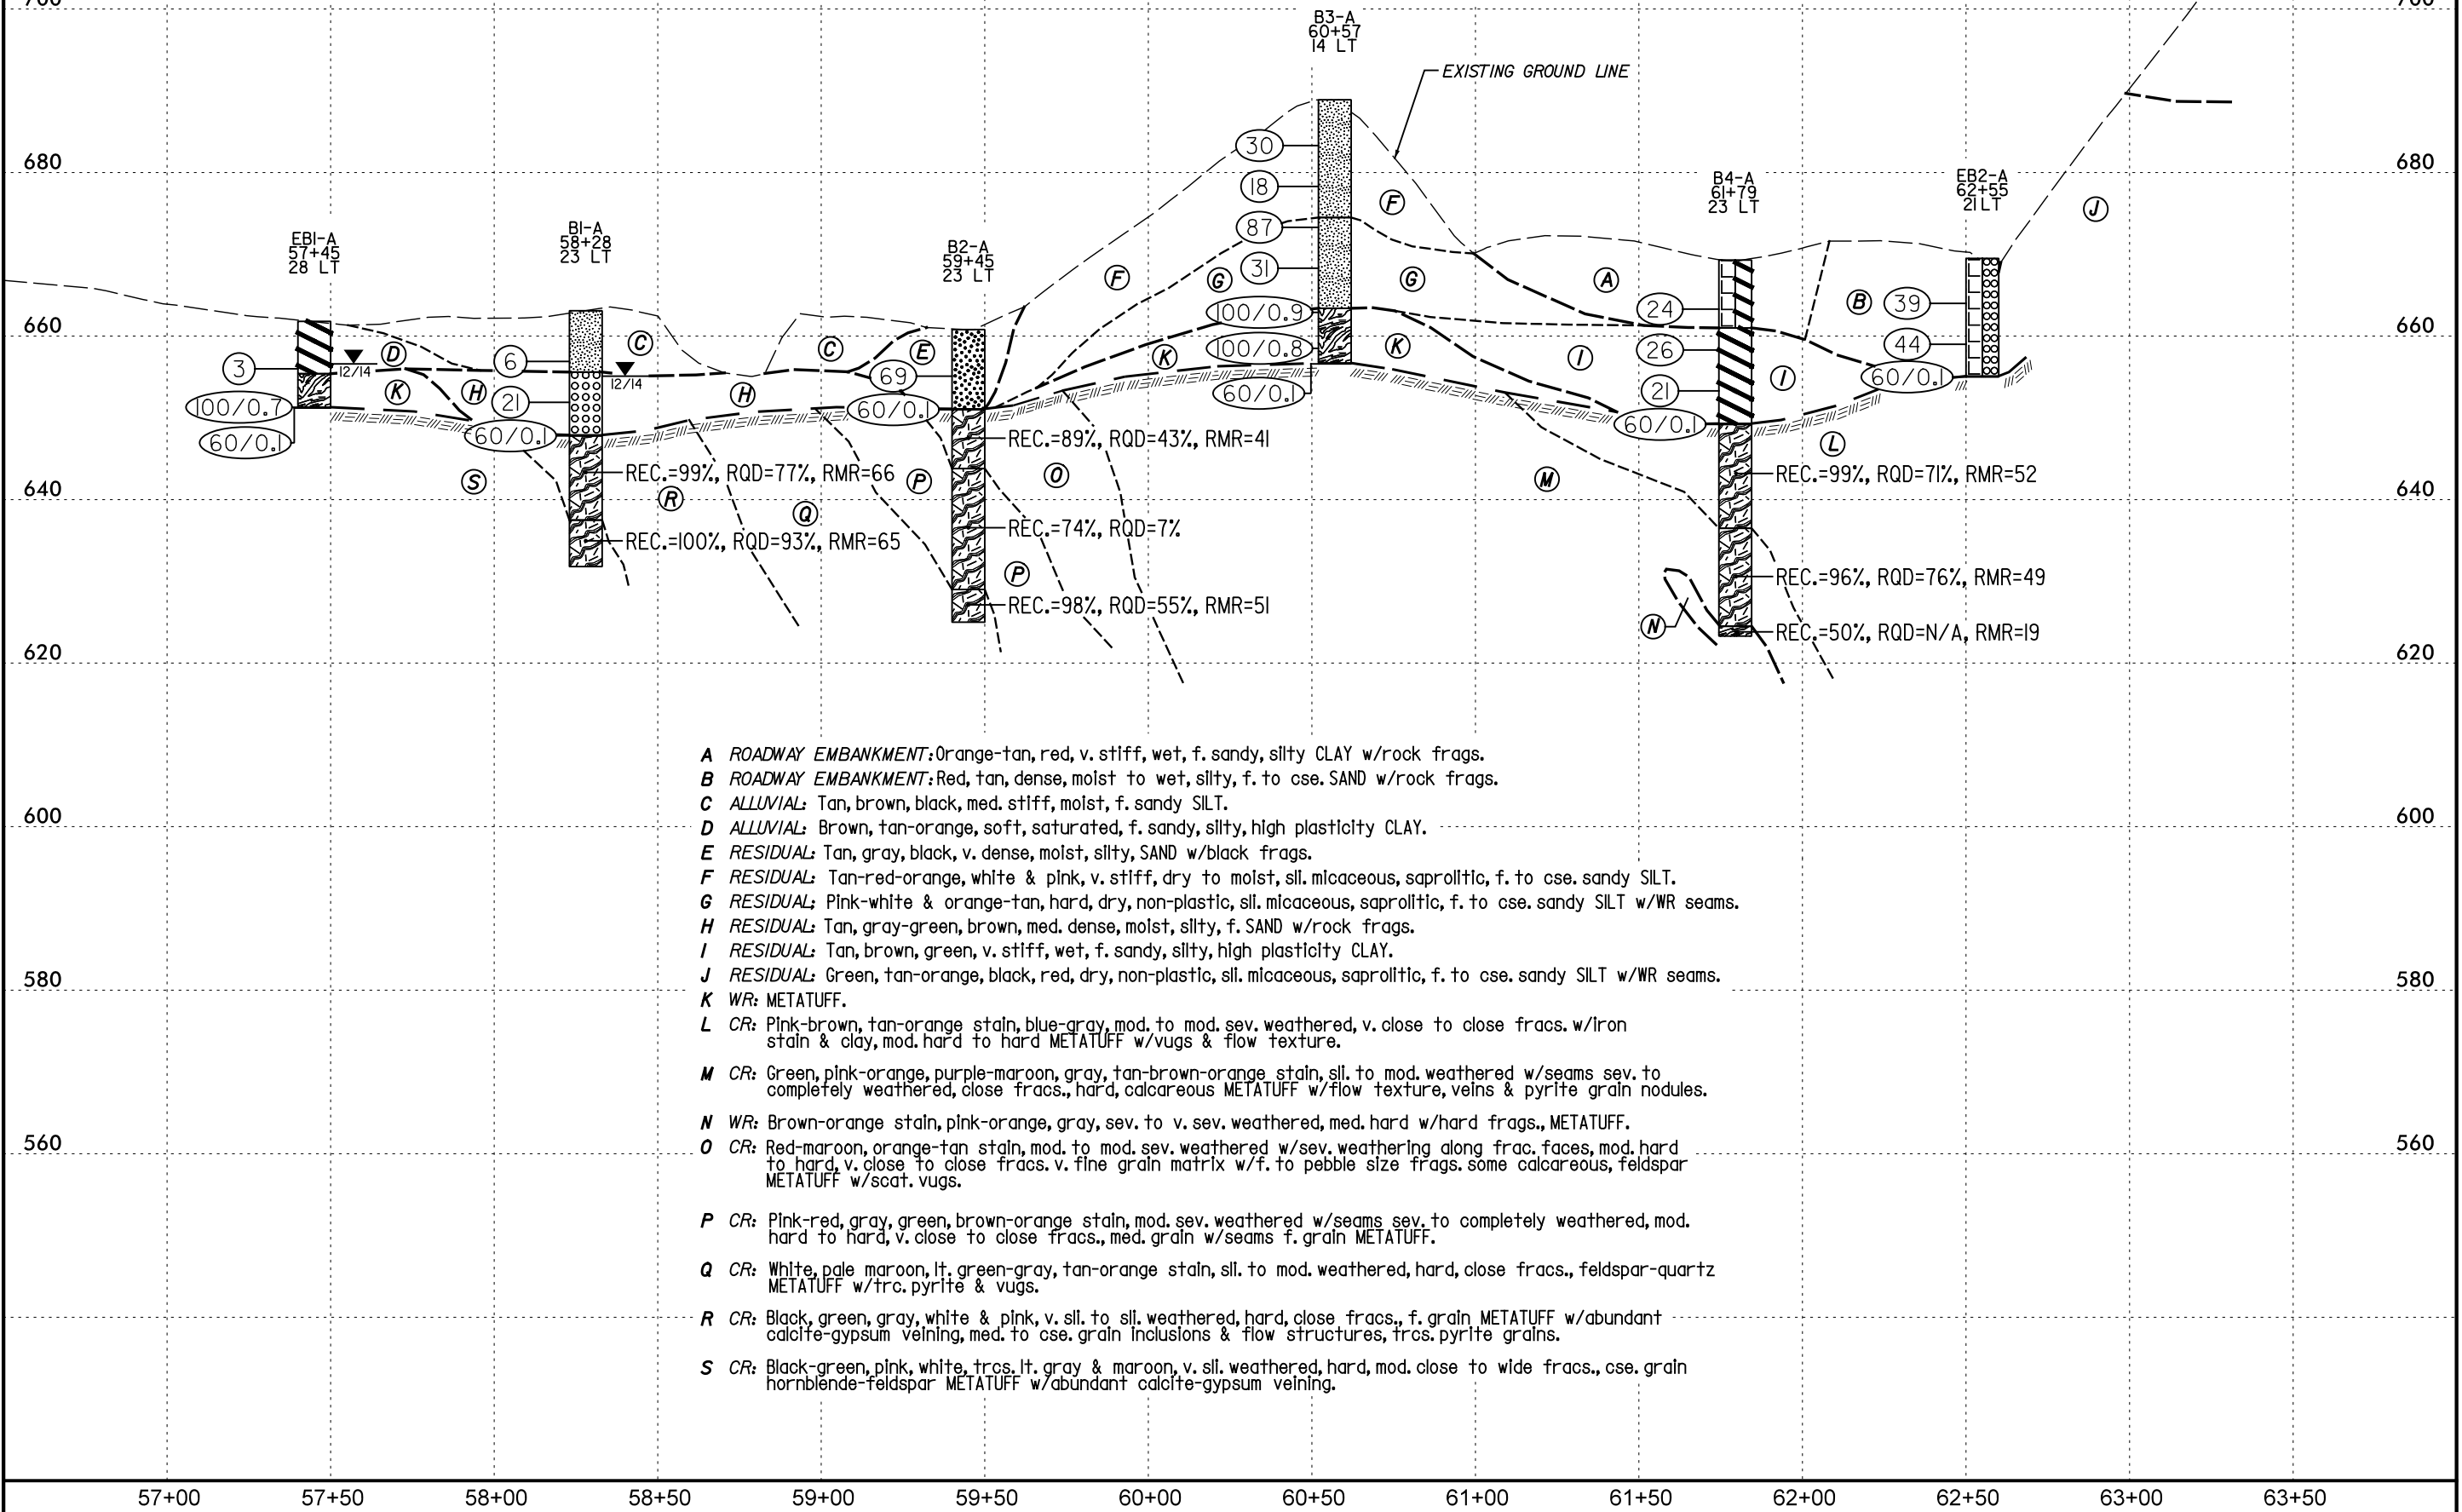 700
700
B3-A
60+57
14 LT
EXISTING GROUND LINE
30
680
680
18
F
B4-A
61+79
23 LT
EB2-A
62+55
21 LT
J
87
EB1-A
57+45
28 LT
B1-A
58+28
23 LT
B2-A
59+45
23 LT
31
F
G
G
A
B
39
24
100/0.9
660
660
C
C
E
D
12/14
12/14
3
6
69
100/0.8
K
K
26
I
I
44
K
H
H
21
60/0.1
60/0.1
21
60/0.1
100/0.7
60/0.1
60/0.1
60/0.1
L
REC.=89%, RQD=43%, RMR=41
S
REC.=99%, RQD=77%, RMR=66
P
O
M
REC.=99%, RQD=71%, RMR=52
640
640
R
Q
REC.=74%, RQD=7%
REC.=100%, RQD=93%, RMR=65
P
REC.=96%, RQD=76%, RMR=49
REC.=98%, RQD=55%, RMR=51
N
REC.=50%, RQD=N/A, RMR=19
620
620
A ROADWAY EMBANKMENT: Orange-tan, red, v. stiff, wet, f. sandy, silty CLAY w/rock frags.
B ROADWAY EMBANKMENT: Red, tan, dense, moist to wet, silty, f. to cse. SAND w/rock frags.
C ALLUVIAL: Tan, brown, black, med. stiff, moist, f. sandy SILT.
600
600
D ALLUVIAL: Brown, tan-orange, soft, saturated, f. sandy, silty, high plasticity CLAY.
E RESIDUAL: Tan, gray, black, v. dense, moist, silty, SAND w/black frags.
F RESIDUAL: Tan-red-orange, white & pink, v. stiff, dry to moist, sli. micaceous, saprolitic, f. to cse. sandy SILT.
G RESIDUAL: Pink-white & orange-tan, hard, dry, non-plastic, sli. micaceous, saprolitic, f. to cse. sandy SILT w/WR seams.
H RESIDUAL: Tan, gray-green, brown, med. dense, moist, silty, f. SAND w/rock frags.
I RESIDUAL: Tan, brown, green, v. stiff, wet, f. sandy, silty, high plasticity CLAY.
J RESIDUAL: Green, tan-orange, black, red, dry, non-plastic, sli. micaceous, saprolitic, f. to cse. sandy SILT w/WR seams.
580
580
K WR: METATUFF.
L CR: Pink-brown, tan-orange stain, blue-gray, mod. to mod. sev. weathered, v. close to close fracs. w/iron
stain & clay, mod. hard to hard METATUFF w/vugs & flow texture.
M CR: Green, pink-orange, purple-maroon, gray, tan-brown-orange stain, sli. to mod. weathered w/seams sev. to
completely weathered, close fracs., hard, calcareous METATUFF w/flow texture, veins & pyrite grain nodules.
N WR: Brown-orange stain, pink-orange, gray, sev. to v. sev. weathered, med. hard w/hard frags., METATUFF.
560
560
O CR: Red-maroon, orange-tan stain, mod. to mod. sev. weathered w/sev. weathering along frac. faces, mod. hard
to hard, v. close to close fracs. v. fine grain matrix w/f. to pebble size frags. some calcareous, feldspar
METATUFF w/scat. vugs.
P CR: Pink-red, gray, green, brown-orange stain, mod. sev. weathered w/seams sev. to completely weathered, mod.
hard to hard, v. close to close fracs., med. grain w/seams f. grain METATUFF.
Q CR: White, pale maroon, lt. green-gray, tan-orange stain, sli. to mod. weathered, hard, close fracs., feldspar-quartz
METATUFF w/trc. pyrite & vugs.
R CR: Black, green, gray, white & pink, v. sli. to sli. weathered, hard, close fracs., f. grain METATUFF w/abundant
calcite-gypsum veining, med. to cse. grain inclusions & flow structures, trcs. pyrite grains.
S CR: Black-green, pink, white, trcs. lt. gray & maroon, v. sli. weathered, hard, mod. close to wide fracs., cse. grain
hornblende-feldspar METATUFF w/abundant calcite-gypsum veining.
57+00 57+50 58+00 58+50 59+00 59+50 60+00 60+50 61+00 61+50 62+00 62+50 63+00 63+50